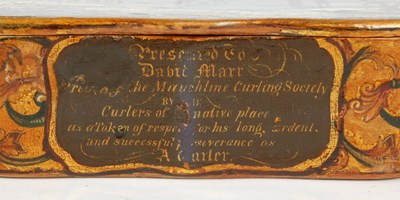 Presented To
David Marr
Preses of the Mauchline Curling Society
BY
Curlers of native place
as a Token of respect for his long, Ardent,
and successful perseverance as
A Curler.